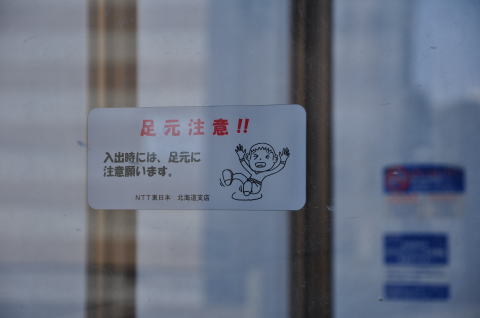 足元注意!!
入出時には、足元に
注意願います。
NTT東日本 北海道支店